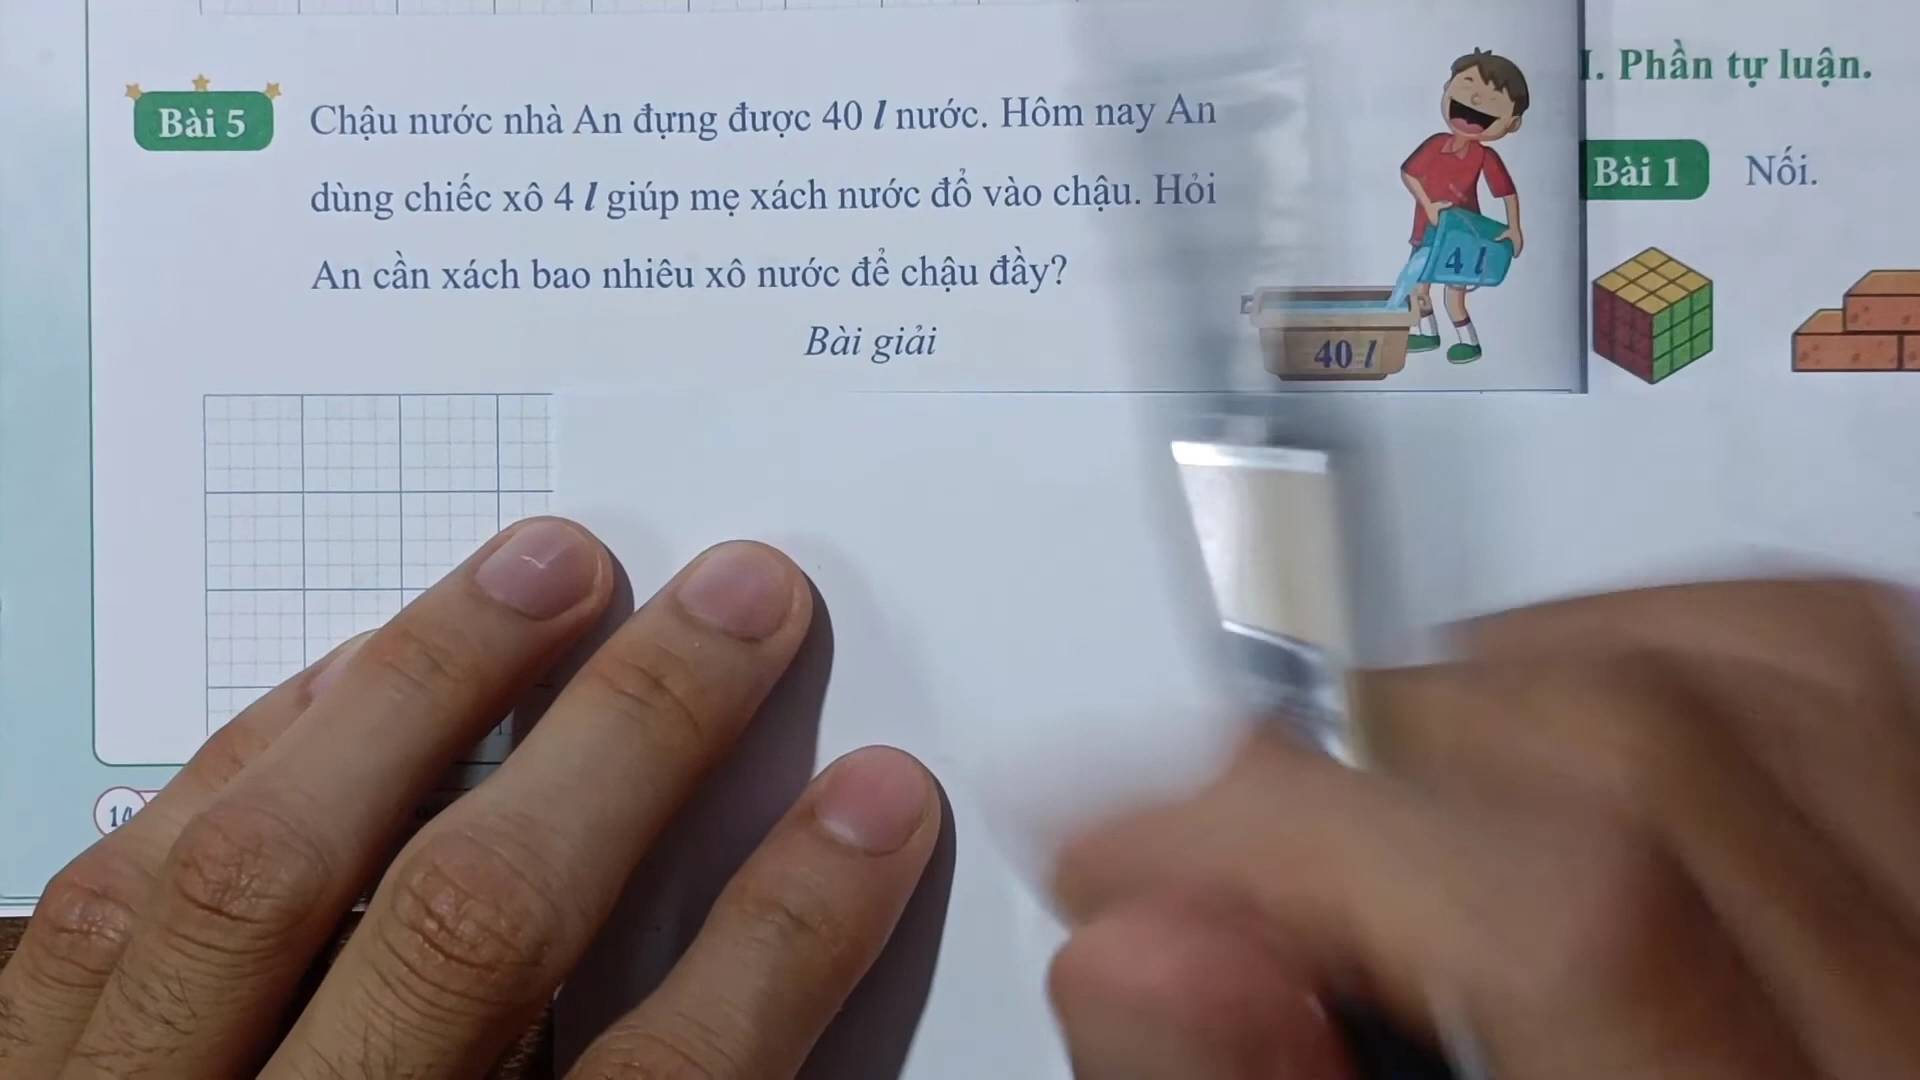 Bài 5
Chậu nước nhà An đựng được 40 l nước. Hôm nay An
dùng chiếc xô 4 l giúp mẹ xách nước đổ vào chậu. Hỏi
An cần xách bao nhiêu xô nước để chậu đầy?
Bài giải
4 l
40 l
I. Phần tự luận.
Bài 1 Nối.